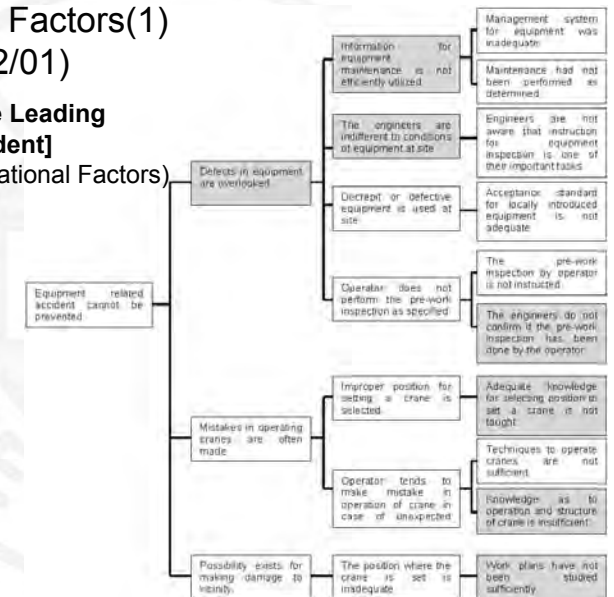 Factors(1)
2/01)
e Leading
dent]
ational Factors)
Equipment related
accident cannot be
prevented
Defects in equipment
are overlooked
Information for
equipment
maintenance is not
efficiently utilized
Management system
for equipment was
inadequate
Maintenance had not
been performed as
determined
The engineers are
indifferent to conditions
of equipment at site
Engineers are not
aware that instruction
for equipment
inspection is one of
their important tasks
Decrepit or defective
equipment is used at
site
Acceptance standard
for locally introduced
equipment is not
adequate
Operator does not
perform the pre-work
inspection as specified
The pre-work
inspection by operator
is not instructed
The engineers do not
confirm if the pre-work
inspection has been
done by the operator
Mistakes in operating
cranes are often
made
Improper position for
setting a crane is
selected
Adequate knowledge
for selecting position to
set a crane is not
taught
Operator tends to
make mistake in
operation of crane in
case of unexpected
Techniques to operate
cranes are not
sufficient
Knowledge as to
operation and structure
of crane is insufficient
Possibility exists for
making damage to
vicinity
The position where the
crane is set is
inadequate
Work plans have not
been studied
sufficiently